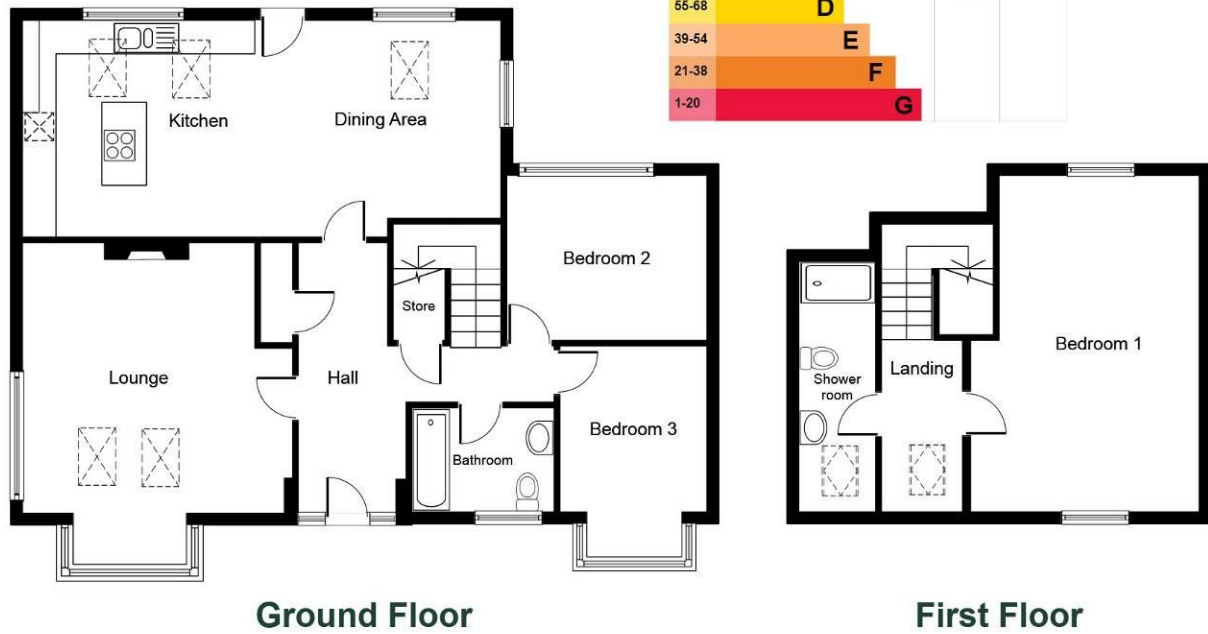 55-68 D
39-54 E
21-38 F
1-20 G
Kitchen
Dining Area
Bedroom 2
Store
Lounge
Hall
Bathroom
Bedroom 3
Bedroom 1
Landing
Shower
room
Ground Floor
First Floor